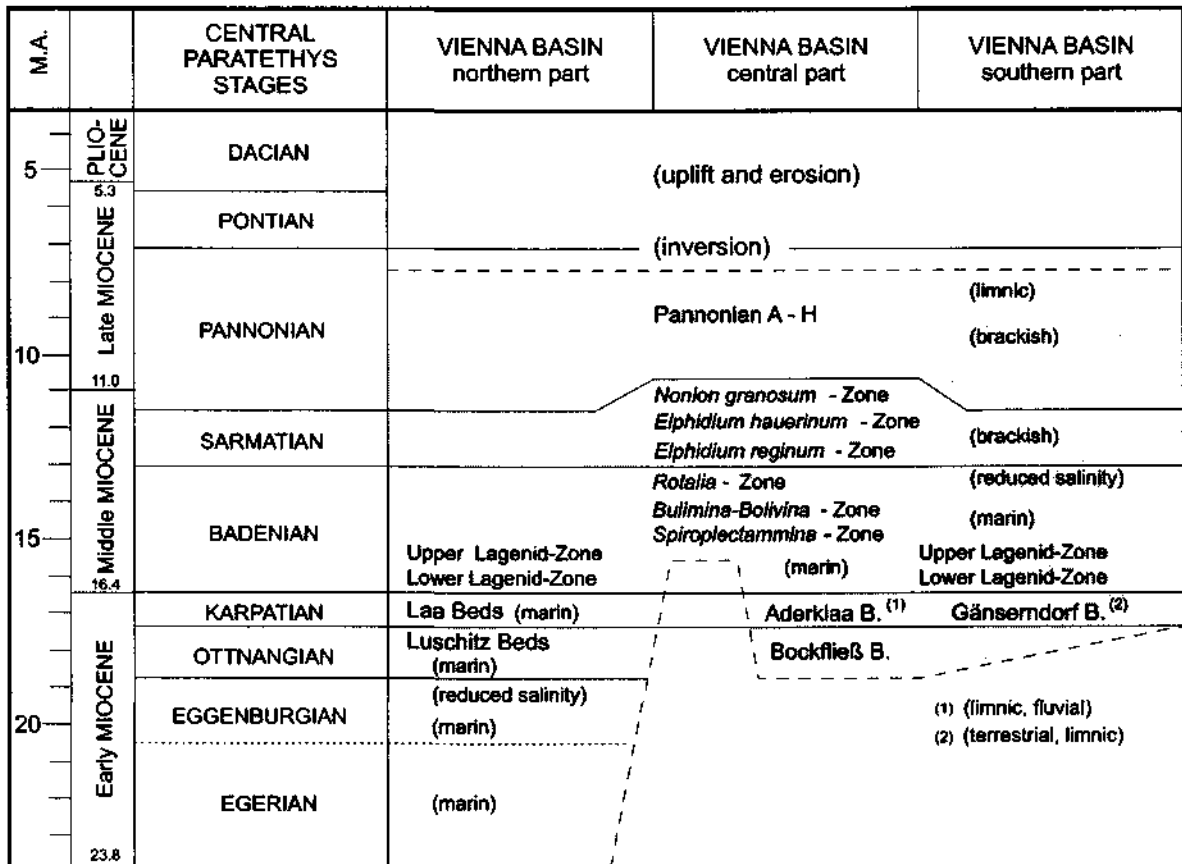 M.A.
CENTRAL
PARATETHYS
STAGES
VIENNA BASIN
northern part
VIENNA BASIN
central part
VIENNA BASIN
southern part
5
10
15
20
PLIO-
CENE
5.3
Late MIOCENE
11.0
Middle MIOCENE
16.4
Early MIOCENE
23.8
DACIAN
PONTIAN
PANNONIAN
SARMATIAN
BADENIAN
KARPATIAN
OTTNANGIAN
EGGENBURGIAN
EGERIAN
(uplift and erosion)
(inversion)
Pannonian A - H
(limnic)
(brackish)
Nonion granosum - Zone
Elphidium hauerinum - Zone
Elphidium reginum - Zone
(brackish)
Rotalia - Zone
Bulimina-Bolivina - Zone
Spiroplectammina - Zone
(marin)
(reduced salinity)
(marin)
Upper Lagenid-Zone
Lower Lagenid-Zone
Upper Lagenid-Zone
Lower Lagenid-Zone
Laa Beds (marin)
Aderklaa B. (1)
Gänserndorf B. (2)
Luschitz Beds
(marin)
Bockfließ B.
(reduced salinity)
(marin)
(marin)
(1) (limnic, fluvial)
(2) (terrestrial, limnic)